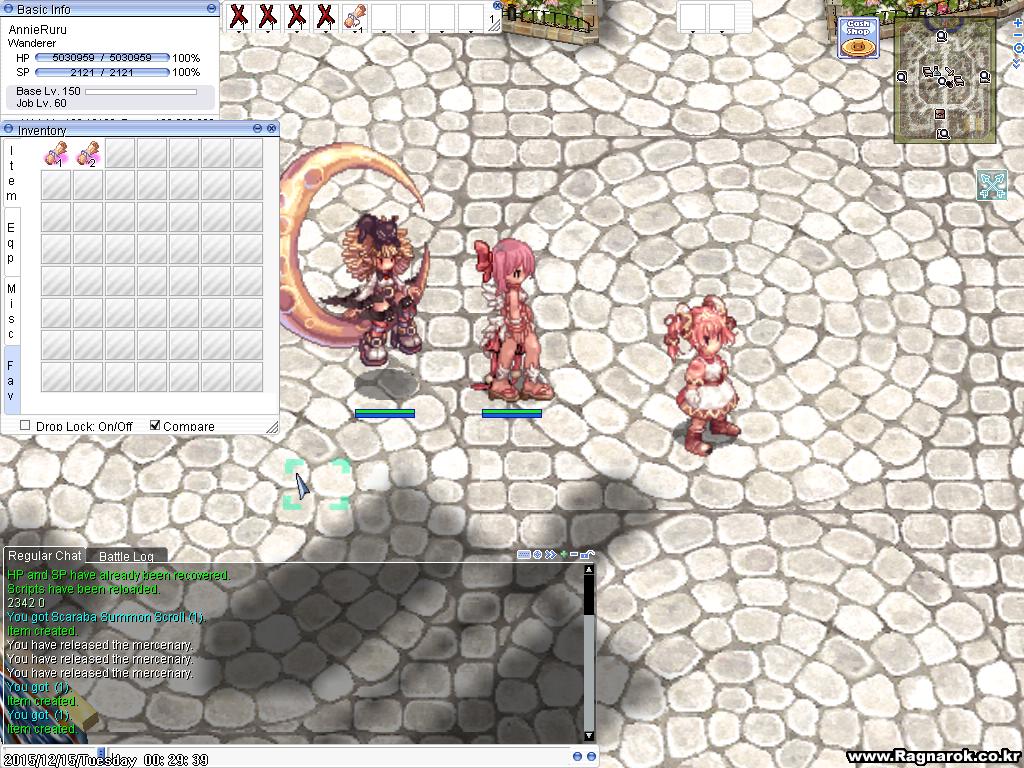 Basic Info
AnnieRuru
Wanderer
HP 5030959 / 5030959 100%
SP 2121 / 2121 100%
Base Lv. 150
Job Lv. 60
1
Cash Shop
Inventory
1 2
Item
Eqp
Misc
Fav
Drop Lock: On/Off Compare
Regular Chat Battle Log
HP and SP have already been recovered.
Scripts have been reloaded.
2342 0
You got Scaraba Summon Scroll (1).
Item created.
You have released the mercenary.
You have released the mercenary.
You have released the mercenary.
You got (1).
Item created.
You got (1).
Item created.
2015/12/15/Tuesday 00: 29: 39
www.Ragnarok.co.kr